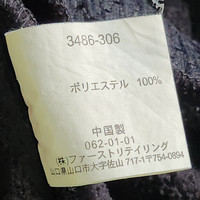 3486-306
ポリエステル 100%
中国製
062-01-01
㈱ファーストリテイリング
山口県山口市大字佐山 717-1〒754-0894